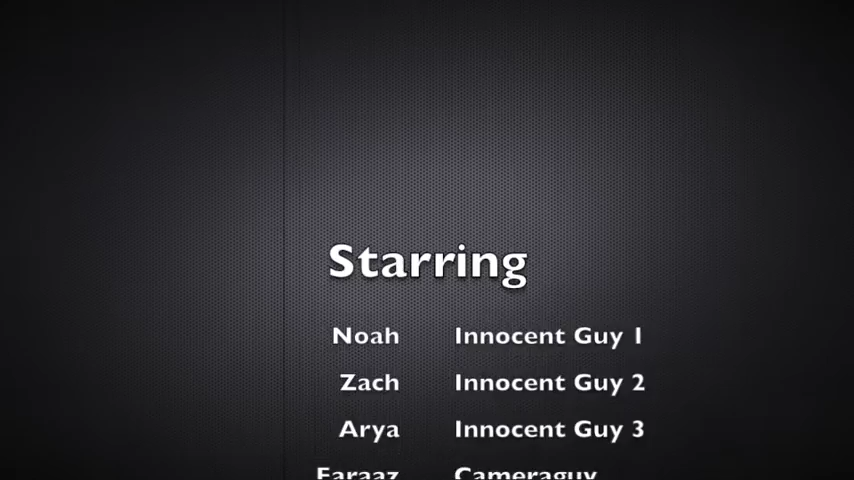 Starring
Noah Innocent Guy 1
Zach Innocent Guy 2
Arya Innocent Guy 3
Faraaz Cameraguy